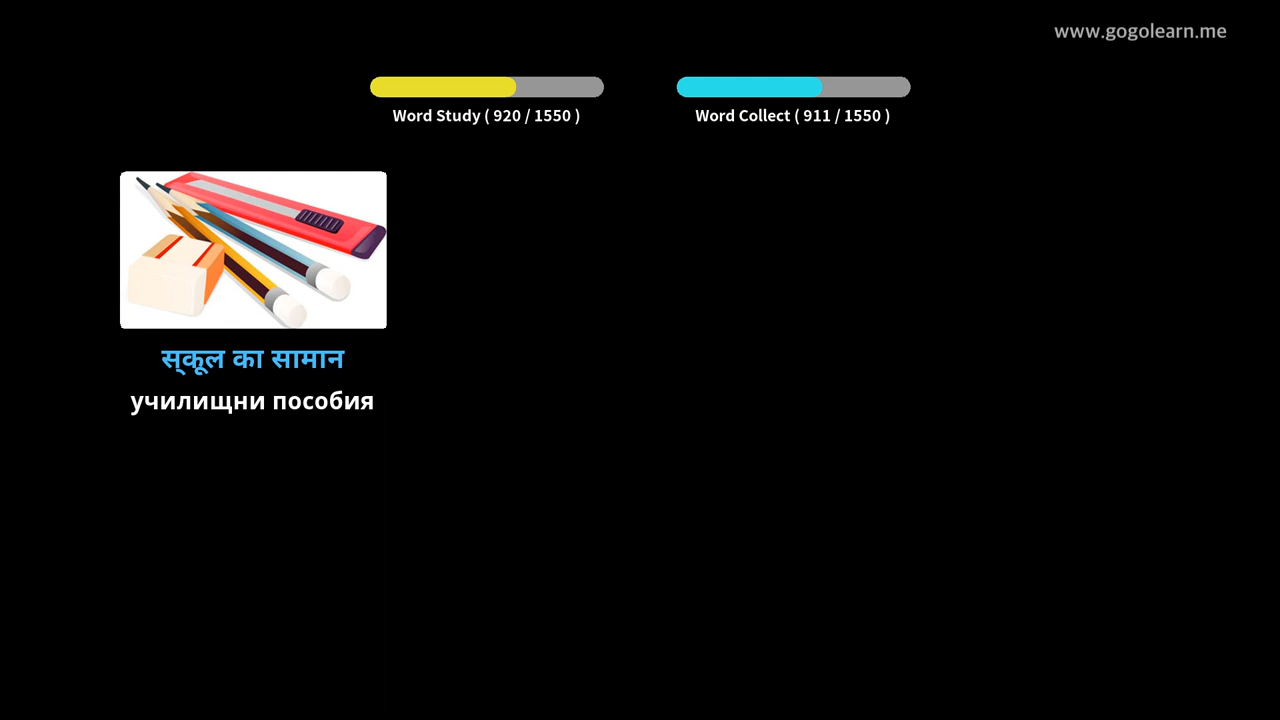 www.gogolearn.me
Word Study ( 920 / 1550 )
Word Collect ( 911 / 1550 )
स्कूल का सामान
училищни пособия